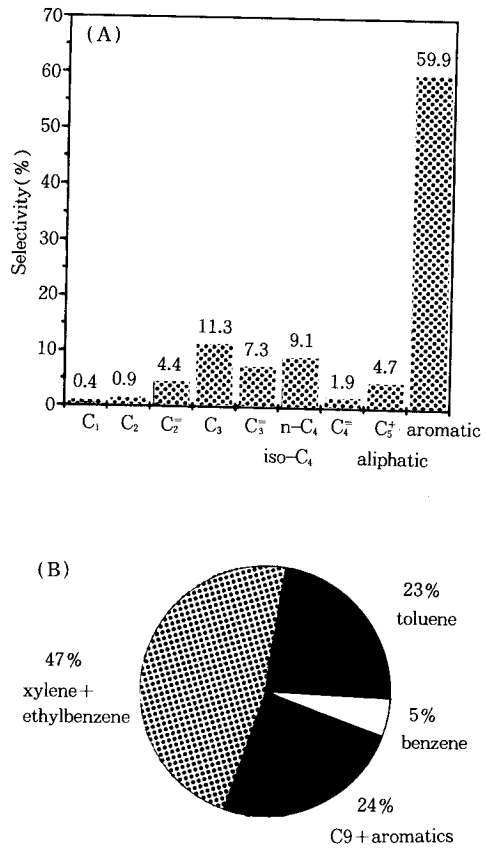 (A)
70
60
50
40
30
20
10
0
Selectivity(%)
0.4
0.9
4.4
11.3
7.3
9.1
1.9
4.7
59.9
C₁ C₂ C₂⁼ C₃ C₃⁼ n-C₄ C₄⁼ C₅⁺ aromatic
iso-C₄ aliphatic
(B)
23%
toluene
47%
xylene+
ethylbenzene
5%
benzene
24%
C9+aromatics